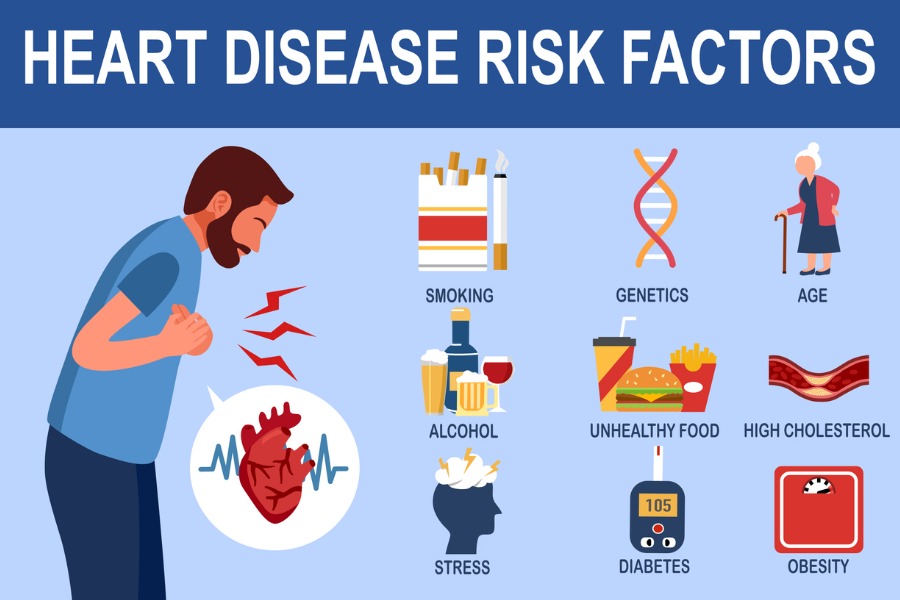 HEART DISEASE RISK FACTORS
SMOKING
GENETICS
AGE
ALCOHOL
UNHEALTHY FOOD
HIGH CHOLESTEROL
105
STRESS
DIABETES
OBESITY